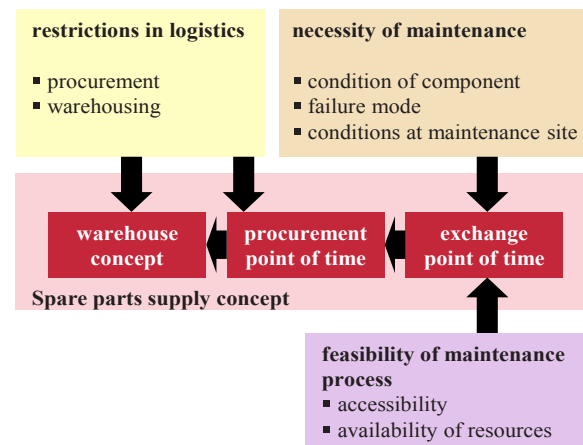 restrictions in logistics
▪ procurement
▪ warehousing
necessity of maintenance
▪ condition of component
▪ failure mode
▪ conditions at maintenance site
warehouse
concept
procurement
point of time
exchange
point of time
Spare parts supply concept
feasibility of maintenance
process
▪ accessibility
▪ availability of resources